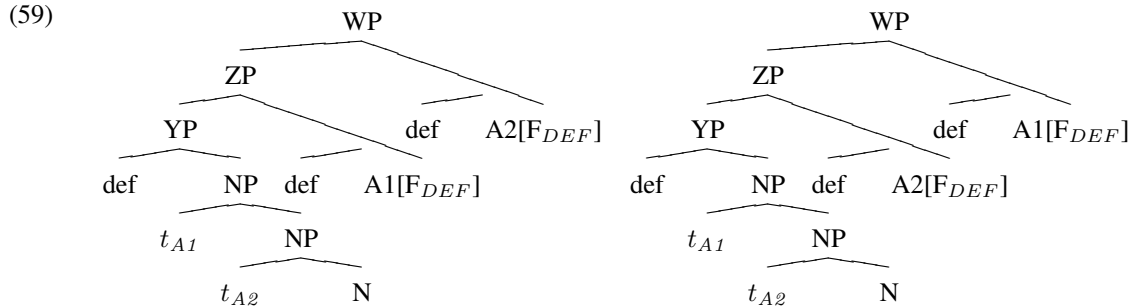 (59)
WP WP
ZP ZP
YP def A2[F_DEF] YP def A1[F_DEF]
def NP def A1[F_DEF] def NP def A2[F_DEF]
t_A1 NP t_A1 NP
t_A2 N t_A2 N